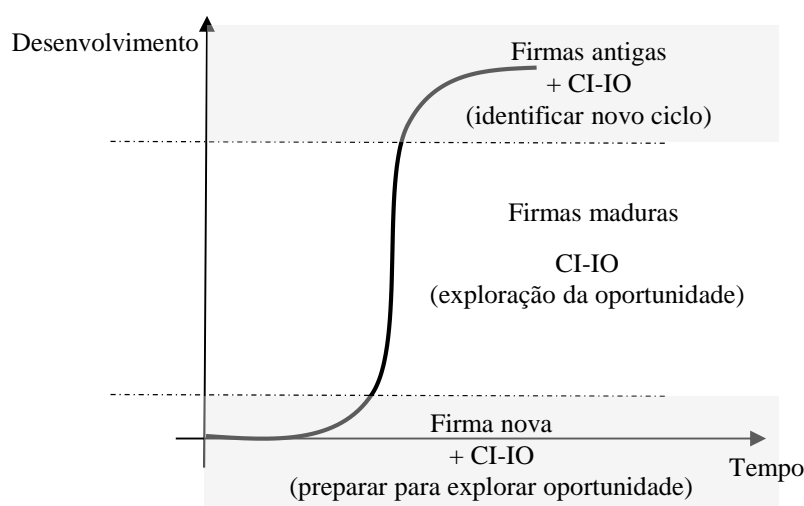 Desenvolvimento
Firmas antigas
+ CI-IO
(identificar novo ciclo)
Firmas maduras
CI-IO
(exploração da oportunidade)
Firma nova
+ CI-IO
(preparar para explorar oportunidade)
Tempo